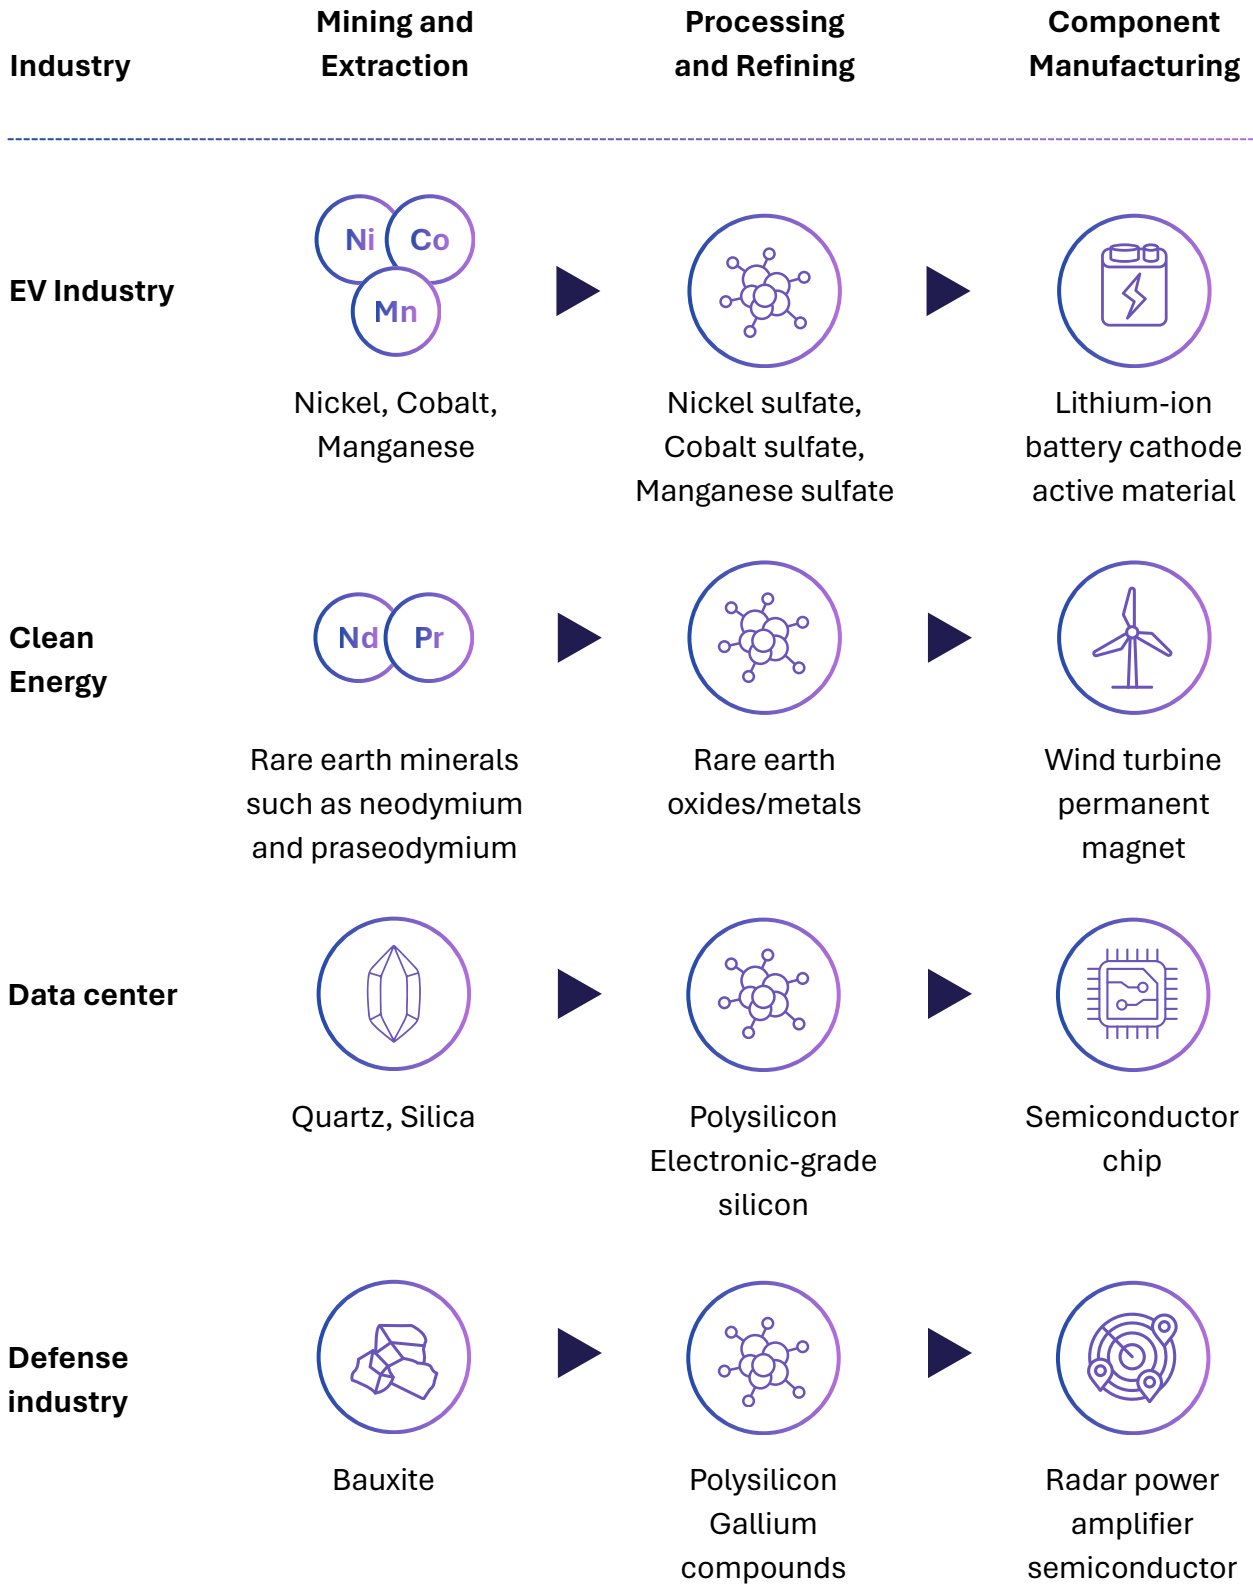 Industry
Mining and
Extraction
Processing
and Refining
Component
Manufacturing
EV Industry
Ni
Co
Mn
Nickel, Cobalt,
Manganese
Nickel sulfate,
Cobalt sulfate,
Manganese sulfate
Lithium-ion
battery cathode
active material
Clean
Energy
Nd
Pr
Rare earth minerals
such as neodymium
and praseodymium
Rare earth
oxides/metals
Wind turbine
permanent
magnet
Data center
Quartz, Silica
Polysilicon
Electronic-grade
silicon
Semiconductor
chip
Defense
industry
Bauxite
Polysilicon
Gallium
compounds
Radar power
amplifier
semiconductor